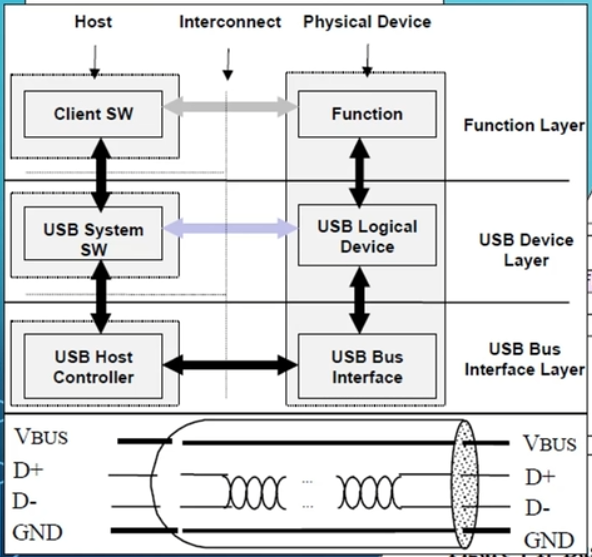 Host
Interconnect
Physical Device
Client SW
Function
Function Layer
USB System
SW
USB Logical
Device
USB Device
Layer
USB Host
Controller
USB Bus
Interface
USB Bus
Interface Layer
VBUS
VBUS
D+
D+
...
D-
D-
GND
GND